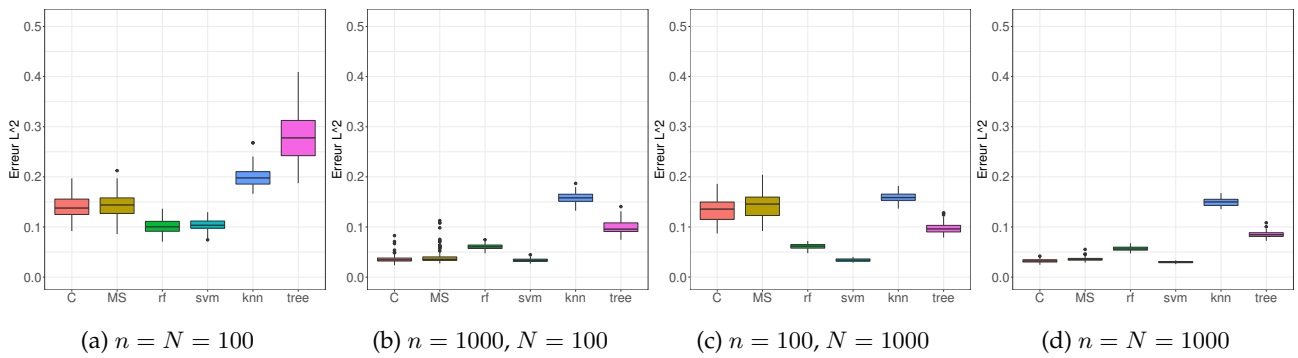 Erreur L^2
0.5
0.4
0.3
0.2
0.1
0.0
C MS rf svm knn tree
(a) n = N = 100
Erreur L^2
0.5
0.4
0.3
0.2
0.1
0.0
C MS rf svm knn tree
(b) n = 1000, N = 100
Erreur L^2
0.5
0.4
0.3
0.2
0.1
0.0
C MS rf svm knn tree
(c) n = 100, N = 1000
Erreur L^2
0.5
0.4
0.3
0.2
0.1
0.0
C MS rf svm knn tree
(d) n = N = 1000